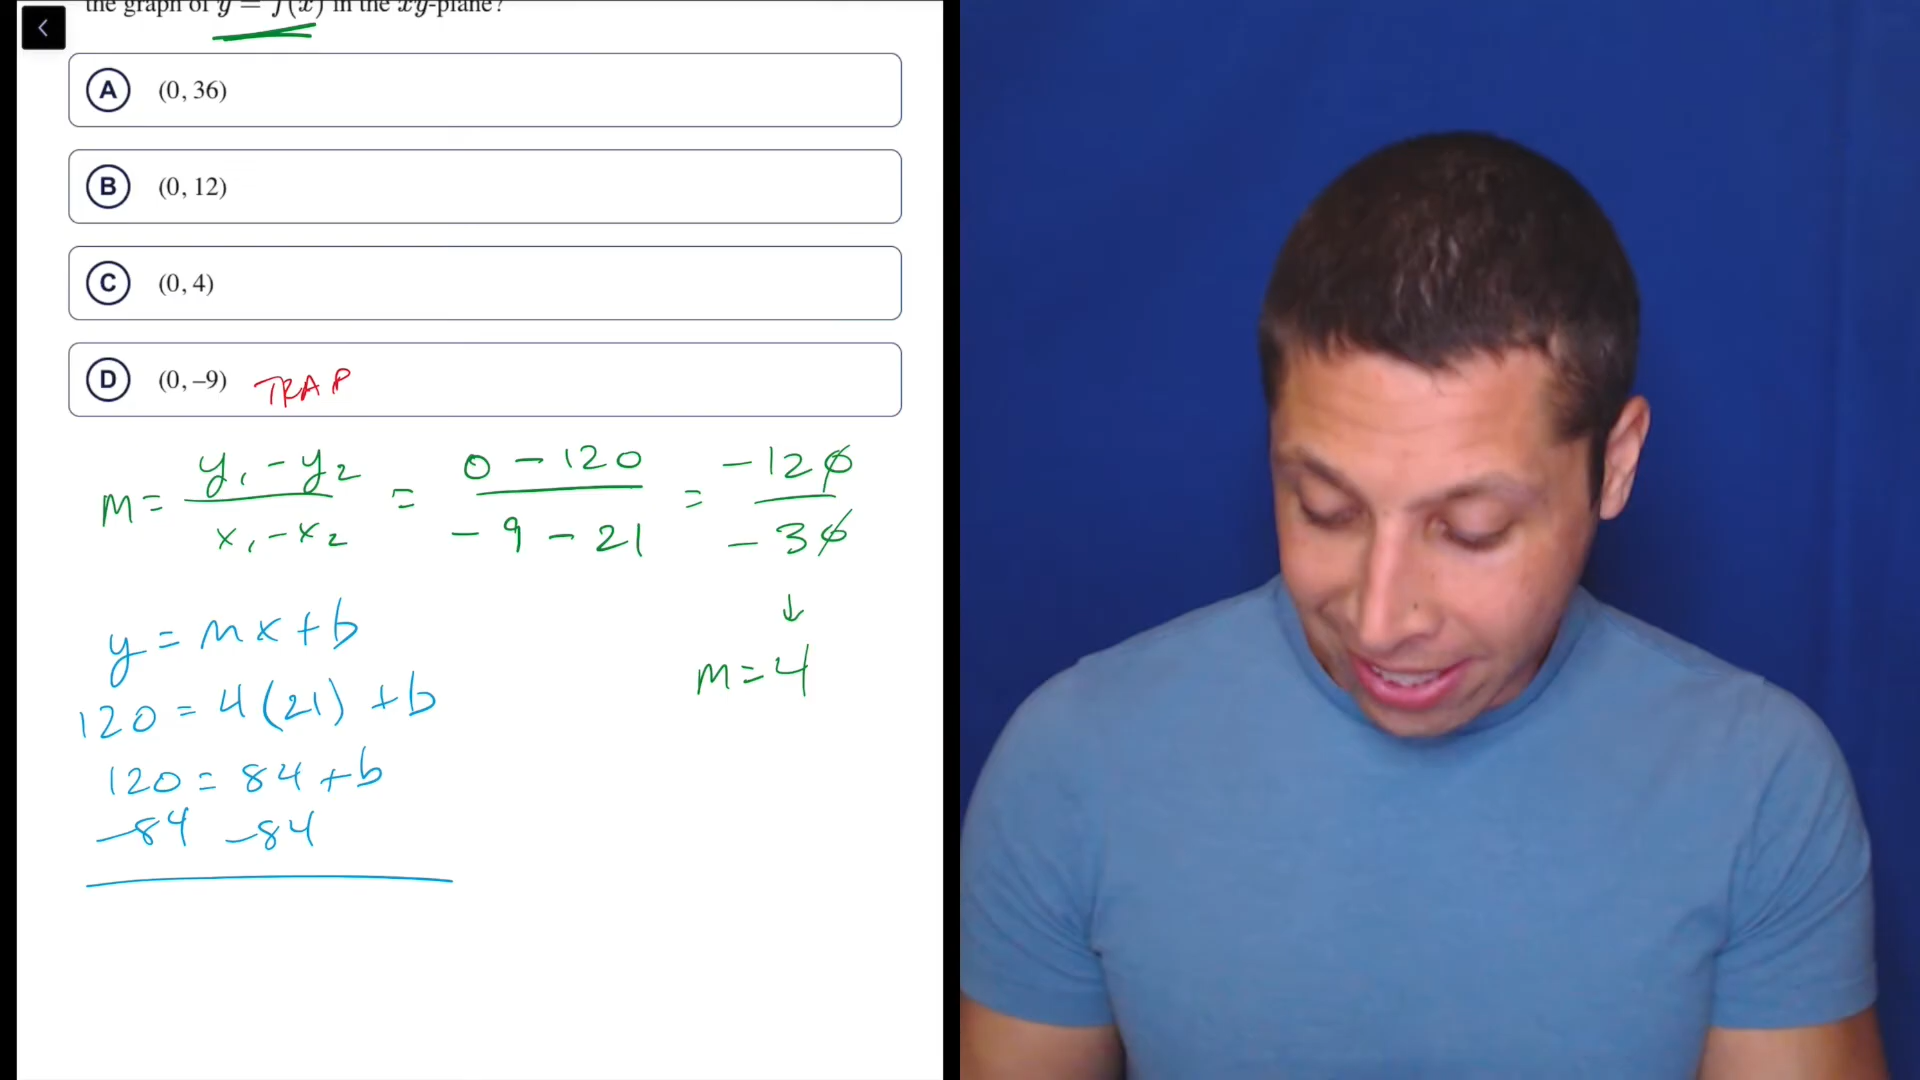 the graph of y = f(x) in the xy-plane?
A (0, 36)
B (0, 12)
C (0, 4)
D (0, –9) TRAP
m = y₁ - y₂ / x₁ - x₂ = 0 - 120 / -9 - 21 = -120 / -30
↓
m = 4
y = mx + b
120 = 4(21) + b
120 = 84 + b
-84 -84